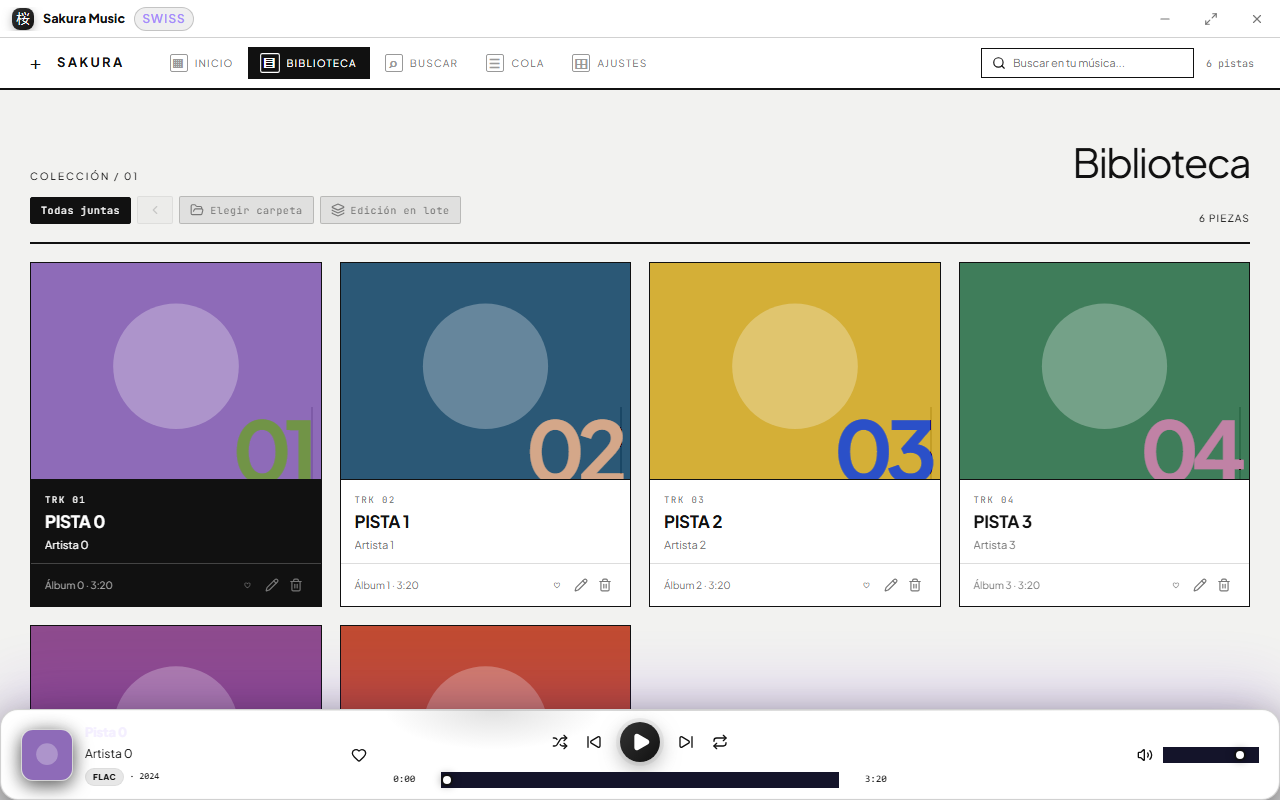 桜 Sakura Music SWISS
+ SAKURA INICIO BIBLIOTECA BUSCAR COLA AJUSTES Buscar en tu música... 6 pistas
COLECCIÓN / 01
Biblioteca
Todas juntas Elegir carpeta Edición en lote
6 PIEZAS
01 02 03 04
TRK 01 TRK 02 TRK 03 TRK 04
PISTA 0 PISTA 1 PISTA 2 PISTA 3
Artista 0 Artista 1 Artista 2 Artista 3
Álbum 0 · 3:20 Álbum 1 · 3:20 Álbum 2 · 3:20 Álbum 3 · 3:20
Pista 0
Artista 0
FLAC · 2024
0:00 3:20